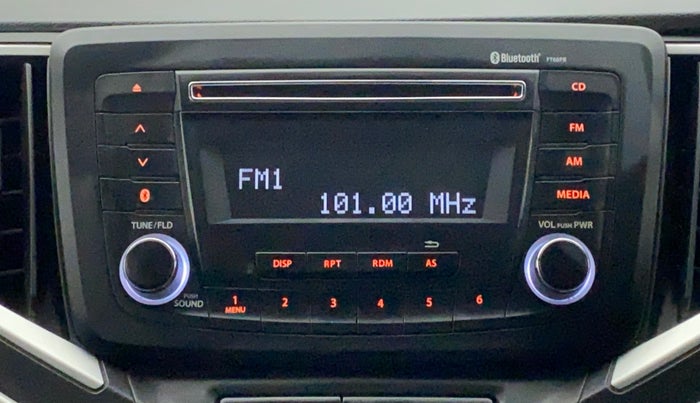 Bluetooth
CD
FM
AM
MEDIA
FM1
101.00 MHz
TUNE/FLD
VOL PUSH PWR
DISP
RPT
RDM
AS
PUSH
SOUND
1
MENU
2
3
4
5
6